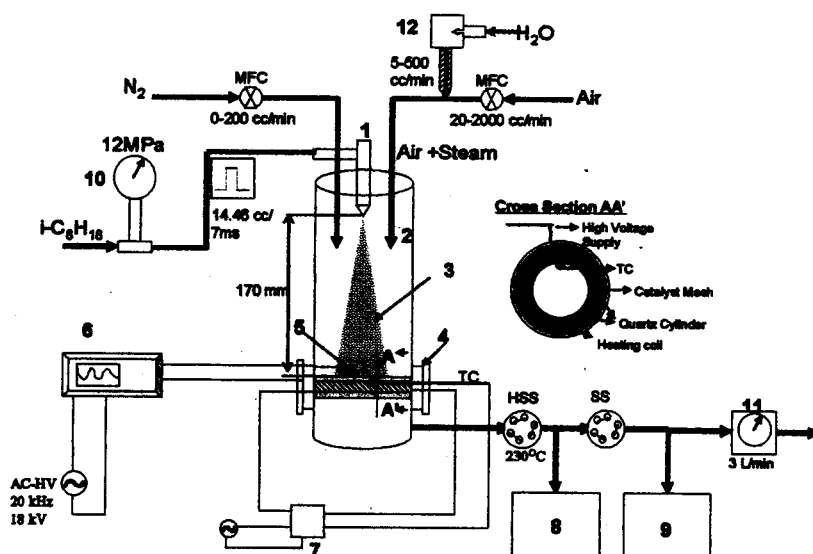 12
H₂O
5-500
cc/min
N₂
MFC
0-200 cc/min
MFC
20-2000 cc/min
Air
1
Air +Steam
12MPa
10
14.46 cc/
7ms
i-C₈H₁₈
2
170 mm
3
Cross Section AA'
High Voltage
Supply
TC
Catalyst Mesh
Quartz Cylinder
Heating coil
6
5
4
A
TC
A'
HSS
230°C
SS
11
3 L/min
AC-HV
20 kHz
18 kV
7
8
9